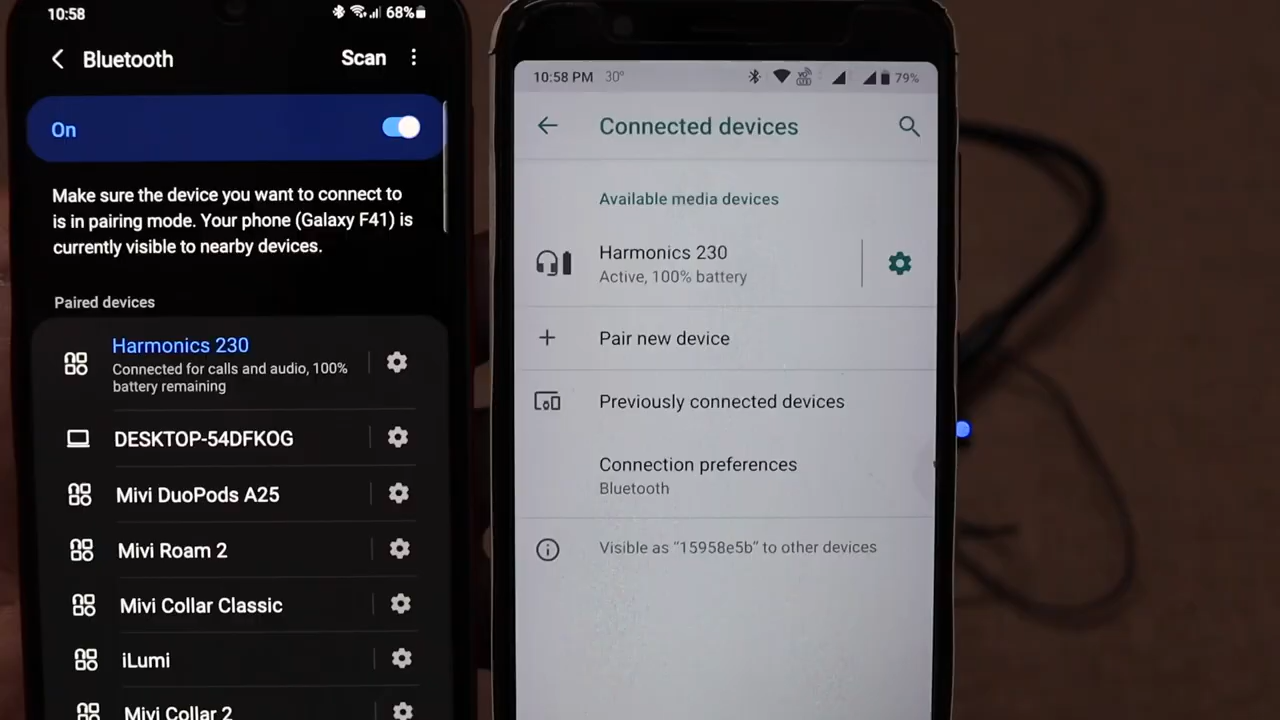 10:58
68%
Bluetooth
Scan
On
Make sure the device you want to connect to
is in pairing mode. Your phone (Galaxy F41) is
currently visible to nearby devices.
Paired devices
Harmonics 230
Connected for calls and audio, 100%
battery remaining
DESKTOP-54DFKOG
Mivi DuoPods A25
Mivi Roam 2
Mivi Collar Classic
iLumi
Mivi Collar 2
10:58 PM 30°
79%
Connected devices
Available media devices
Harmonics 230
Active, 100% battery
Pair new device
Previously connected devices
Connection preferences
Bluetooth
Visible as “15958e5b” to other devices